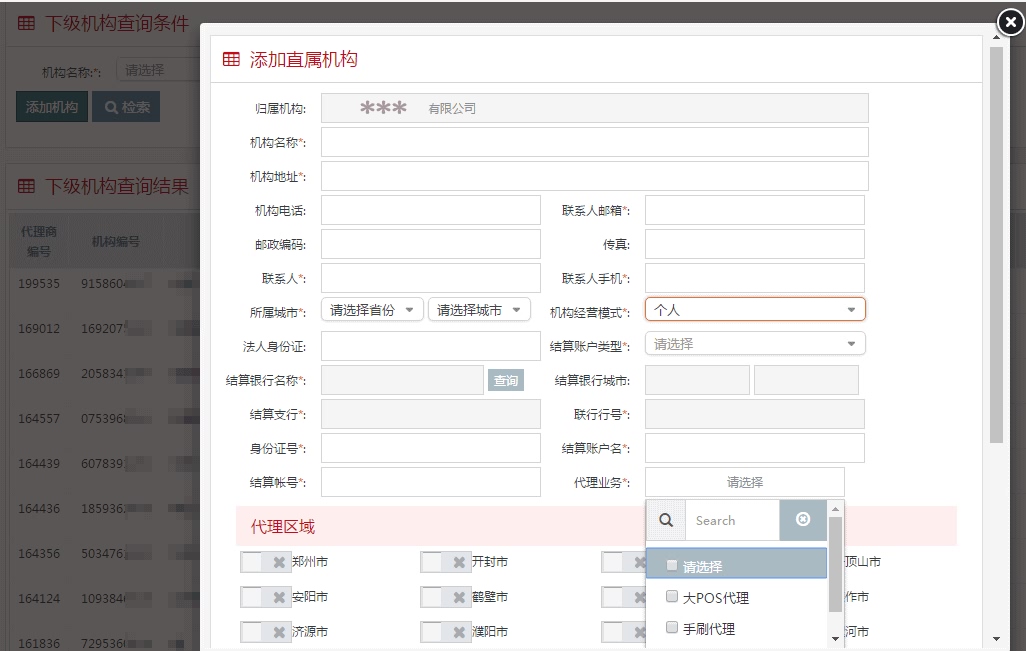 下级机构查询条件
机构名称:*: 请选择
添加机构 检索
下级机构查询结果
代理商编号 机构编号
199535 915860
169012 169207
166869 205834
164557 075396
164439 607839
164436 185936
164356 503476
164124 109384
161836 729536
添加直属机构
归属机构: *** 有限公司
机构名称*:
机构地址*:
机构电话: 联系人邮箱*:
邮政编码: 传真:
联系人*: 联系人手机*:
所属城市*: 请选择省份 请选择城市 机构经营模式*: 个人
法人身份证: 结算账户类型*: 请选择
结算银行名称*: 查询 结算银行城市:
结算支行*: 联行行号*:
身份证号*: 结算账户名*:
结算帐号*: 代理业务*: 请选择
Search
请选择
大POS代理
手刷代理
代理区域
郑州市 开封市 顶山市
安阳市 鹤壁市 作市
济源市 濮阳市 河市